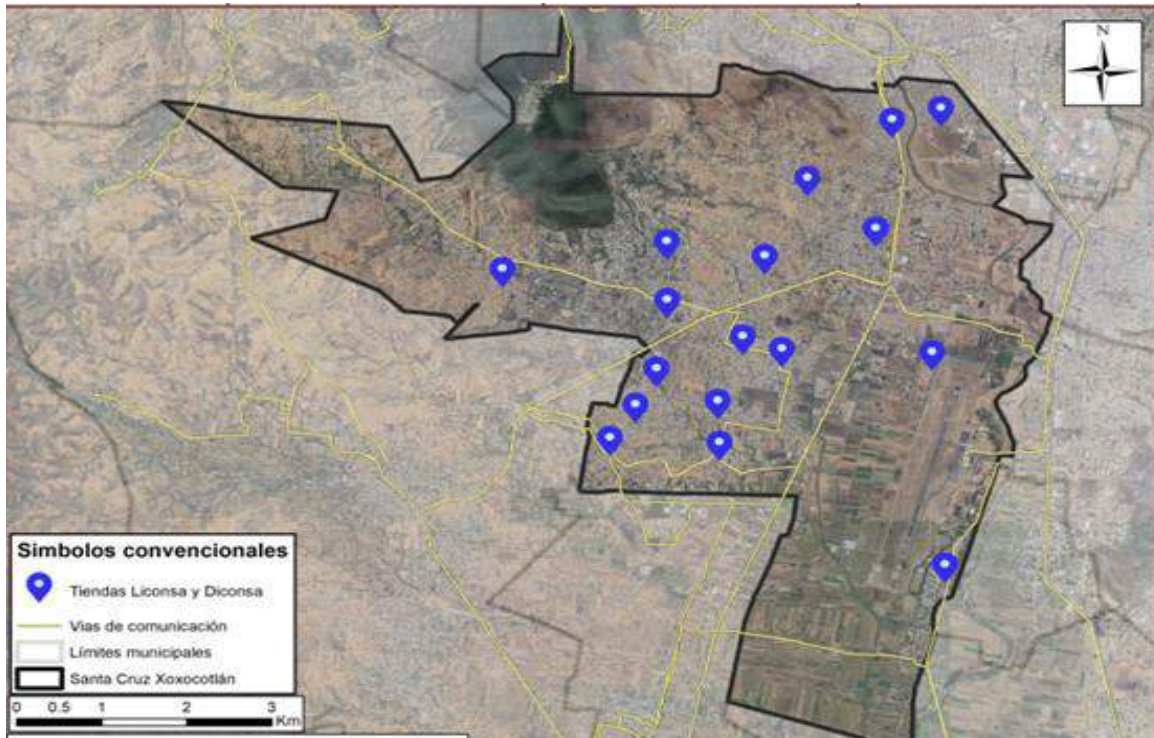 N
Simbolos convencionales
Tiendas Liconsa y Diconsa
Vias de comunicación
Límites municipales
Santa Cruz Xoxocotlán
0 0.5 1 2 3
Km